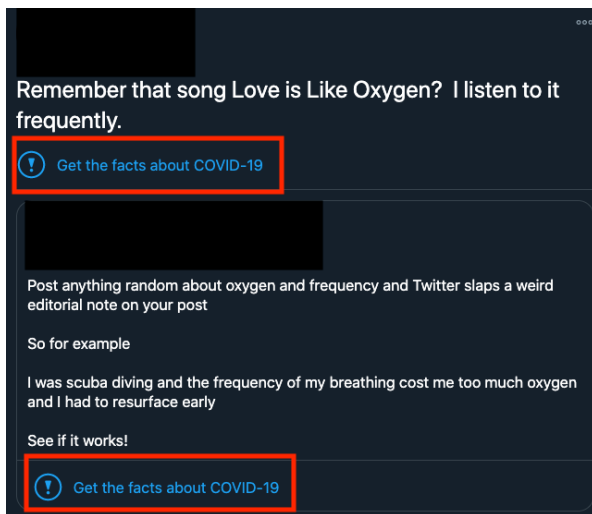 Remember that song Love is Like Oxygen? I listen to it
frequently.
Get the facts about COVID-19
Post anything random about oxygen and frequency and Twitter slaps a weird
editorial note on your post
So for example
I was scuba diving and the frequency of my breathing cost me too much oxygen
and I had to resurface early
See if it works!
Get the facts about COVID-19